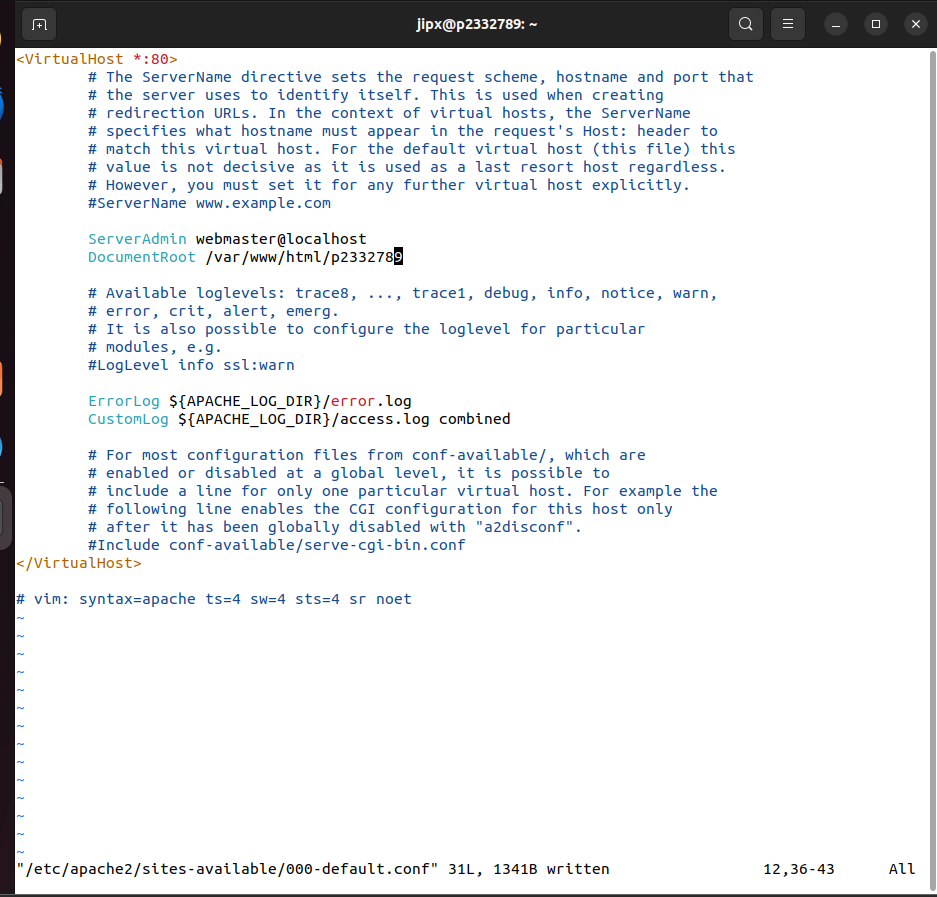 jipx@p2332789: ~
<VirtualHost *:80>
        # The ServerName directive sets the request scheme, hostname and port that
        # the server uses to identify itself. This is used when creating
        # redirection URLs. In the context of virtual hosts, the ServerName
        # specifies what hostname must appear in the request's Host: header to
        # match this virtual host. For the default virtual host (this file) this
        # value is not decisive as it is used as a last resort host regardless.
        # However, you must set it for any further virtual host explicitly.
        #ServerName www.example.com

        ServerAdmin webmaster@localhost
        DocumentRoot /var/www/html/p2332789

        # Available loglevels: trace8, ..., trace1, debug, info, notice, warn,
        # error, crit, alert, emerg.
        # It is also possible to configure the loglevel for particular
        # modules, e.g.
        #LogLevel info ssl:warn

        ErrorLog ${APACHE_LOG_DIR}/error.log
        CustomLog ${APACHE_LOG_DIR}/access.log combined

        # For most configuration files from conf-available/, which are
        # enabled or disabled at a global level, it is possible to
        # include a line for only one particular virtual host. For example the
        # following line enables the CGI configuration for this host only
        # after it has been globally disabled with "a2disconf".
        #Include conf-available/serve-cgi-bin.conf
</VirtualHost>

# vim: syntax=apache ts=4 sw=4 sts=4 sr noet
~
~
~
~
~
~
~
~
~
~
~
~
~
~
"/etc/apache2/sites-available/000-default.conf" 31L, 1341B written 12,36-43 All